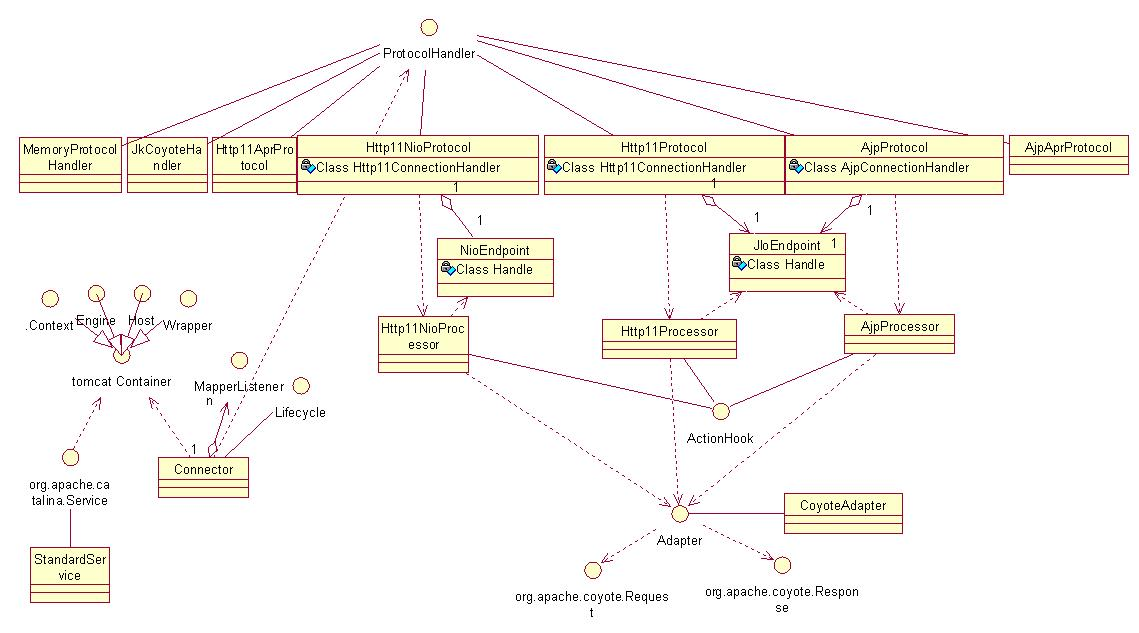 ProtocolHandler
MemoryProtocol
Handler
JkCoyoteHa
ndler
Http11AprPro
tocol
Http11NioProtocol
Class Http11ConnectionHandler
1
Http11Protocol
Class Http11ConnectionHandler
1
AjpProtocol
Class AjpConnectionHandler
AjpAprProtocol
1
1
1
NioEndpoint
Class Handle
JIoEndpoint
1
Class Handle
.Context
Engine
Host
Wrapper
Http11NioProc
essor
Http11Processor
AjpProcessor
tomcat Container
MapperListener
n
Lifecycle
ActionHook
1
Connector
org.apache.ca
talina.Service
CoyoteAdapter
Adapter
StandardSer
vice
org.apache.coyote.Reques
t
org.apache.coyote.Respon
se